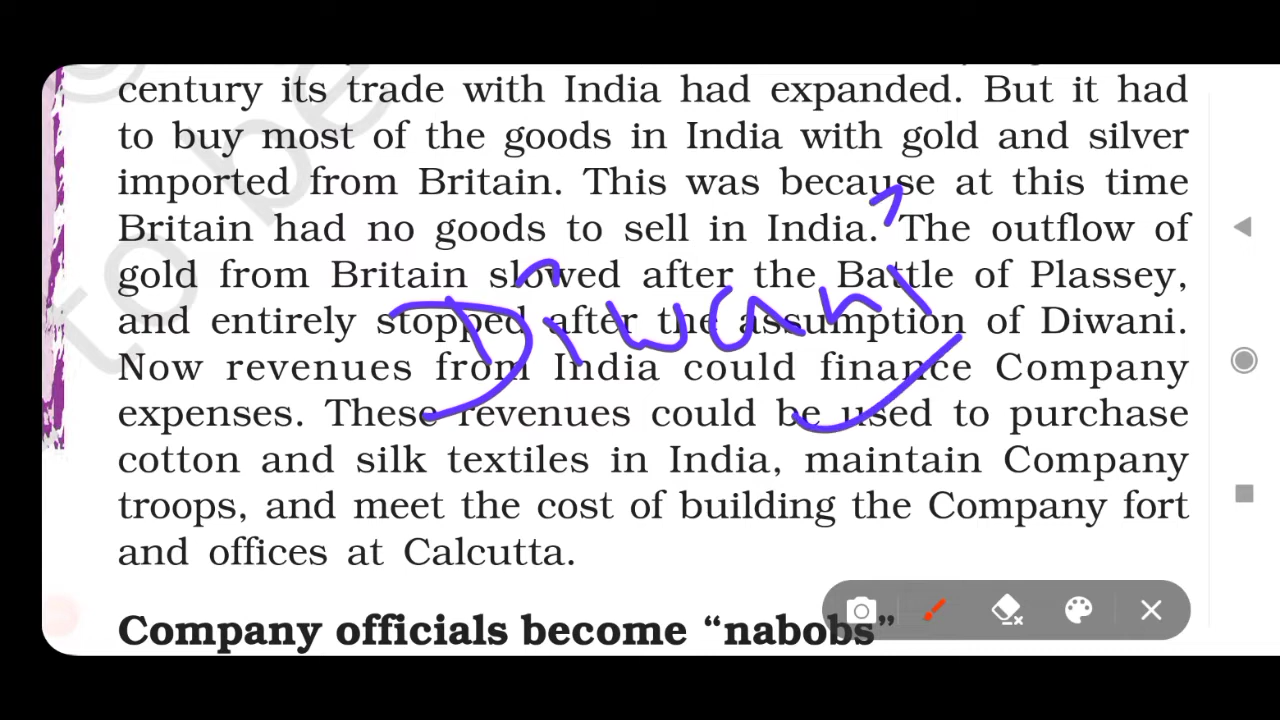 century its trade with India had expanded. But it had
to buy most of the goods in India with gold and silver
imported from Britain. This was because at this time
Britain had no goods to sell in India. The outflow of
gold from Britain slowed after the Battle of Plassey,
and entirely stopped after the assumption of Diwani.
Diwani
Now revenues from India could finance Company
expenses. These revenues could be used to purchase
cotton and silk textiles in India, maintain Company
troops, and meet the cost of building the Company fort
and offices at Calcutta.
Company officials become “nabobs”
to be